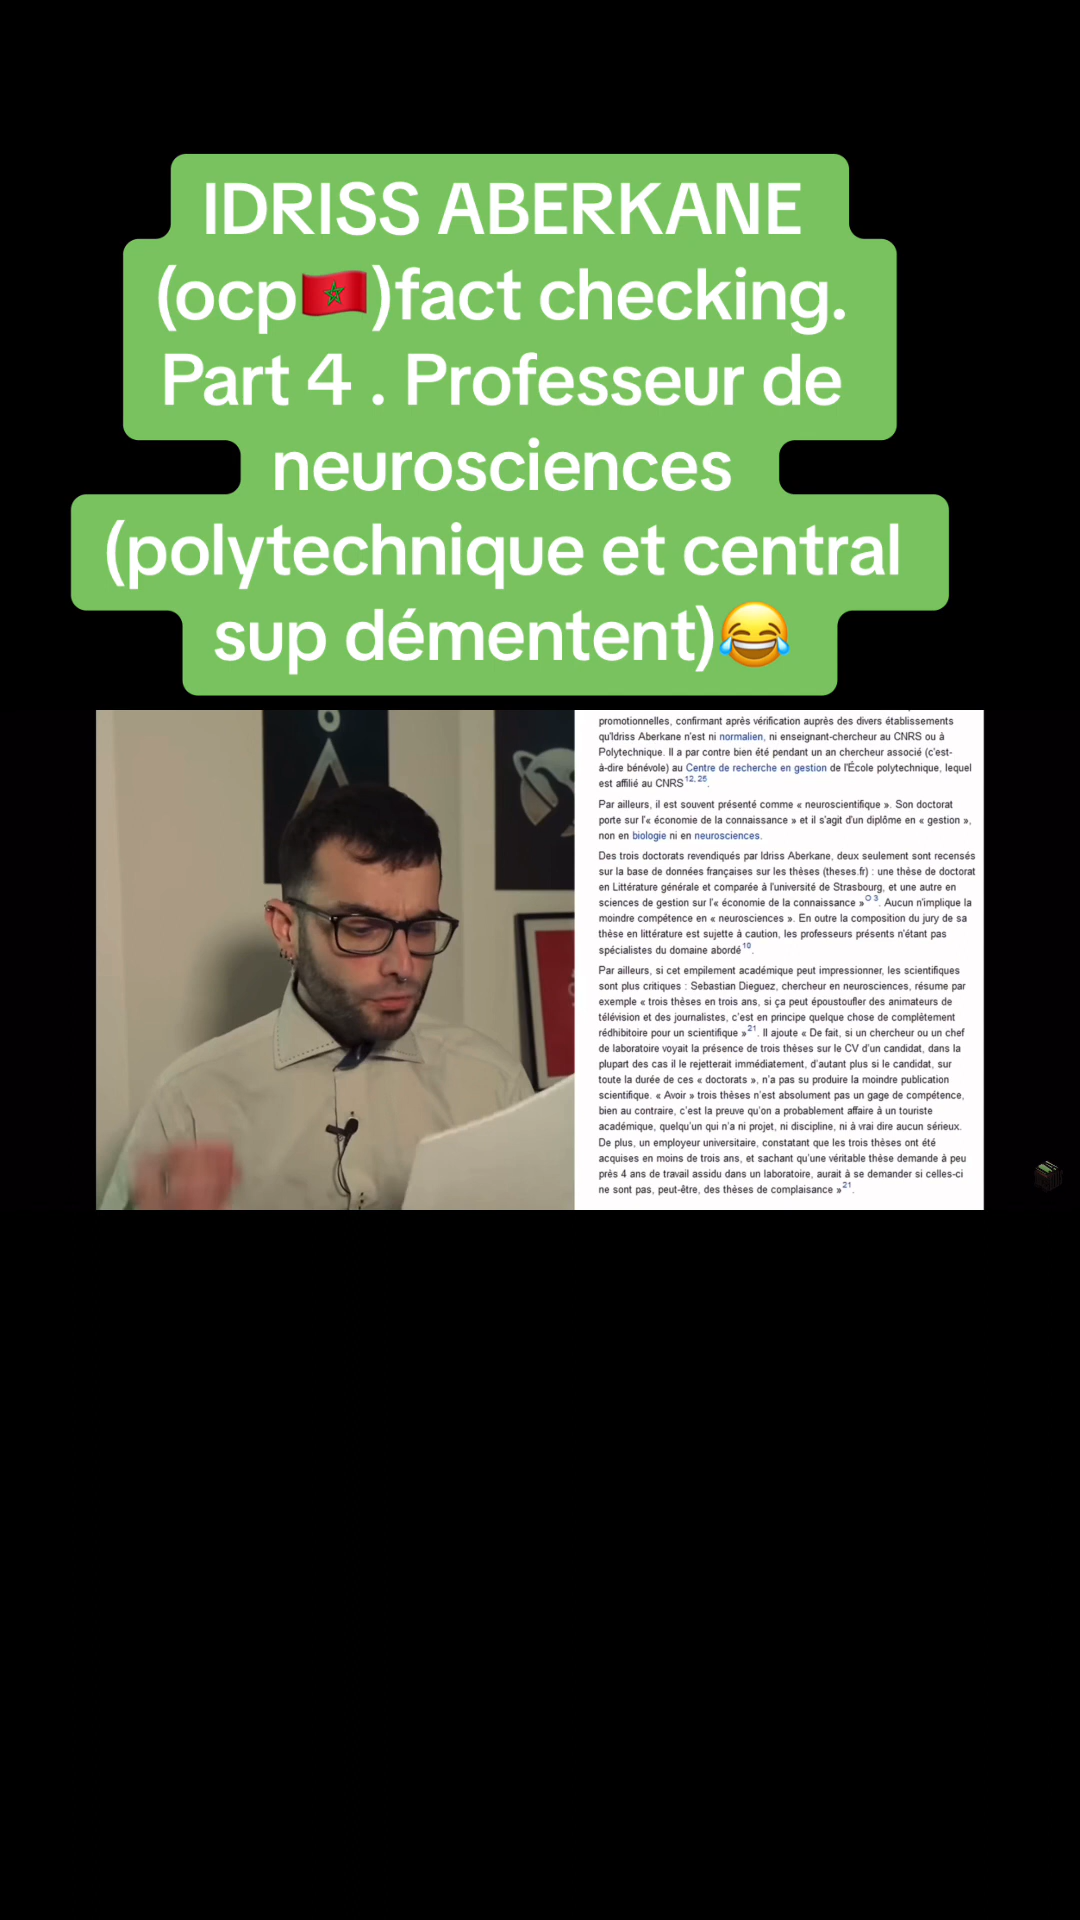 IDRISS ABERKANE
(ocp🇲🇦)fact checking.
Part 4 . Professeur de
neurosciences
(polytechnique et central
sup démentent)😂
promotionnelles, confirmant après vérification auprès des divers établissements
qu'Idriss Aberkane n'est ni normalien, ni enseignant-chercheur au CNRS ou à
Polytechnique. Il a par contre bien été pendant un an chercheur associé (c'est-
à-dire bénévole) au Centre de recherche en gestion de l'École polytechnique, lequel
est affilié au CNRS 12, 25.
Par ailleurs, il est souvent présenté comme « neuroscientifique ». Son doctorat
porte sur l'« économie de la connaissance » et il s'agit d'un diplôme en « gestion »,
non en biologie ni en neurosciences.
Des trois doctorats revendiqués par Idriss Aberkane, deux seulement sont recensés
sur la base de données françaises sur les thèses (theses.fr) : une thèse de doctorat
en Littérature générale et comparée à l'université de Strasbourg, et une autre en
sciences de gestion sur l'« économie de la connaissance » O 3. Aucun n'implique la
moindre compétence en « neurosciences ». En outre la composition du jury de sa
thèse en littérature est sujette à caution, les professeurs présents n'étant pas
spécialistes du domaine abordé 10.
Par ailleurs, si cet empilement académique peut impressionner, les scientifiques
sont plus critiques : Sebastian Dieguez, chercheur en neurosciences, résume par
exemple « trois thèses en trois ans, si ça peut époustoufler des animateurs de
télévision et des journalistes, c'est en principe quelque chose de complètement
rédhibitoire pour un scientifique » 21. Il ajoute « De fait, si un chercheur ou un chef
de laboratoire voyait la présence de trois thèses sur le CV d'un candidat, dans la
plupart des cas il le rejetterait immédiatement, d'autant plus si le candidat, sur
toute la durée de ces « doctorats », n'a pas su produire la moindre publication
scientifique. « Avoir » trois thèses n'est absolument pas un gage de compétence,
bien au contraire, c'est la preuve qu'on a probablement affaire à un touriste
académique, quelqu'un qui n'a ni projet, ni discipline, ni à vrai dire aucun sérieux.
De plus, un employeur universitaire, constatant que les trois thèses ont été
acquises en moins de trois ans, et sachant qu'une véritable thèse demande à peu
près 4 ans de travail assidu dans un laboratoire, aurait à se demander si celles-ci
ne sont pas, peut-être, des thèses de complaisance » 21.